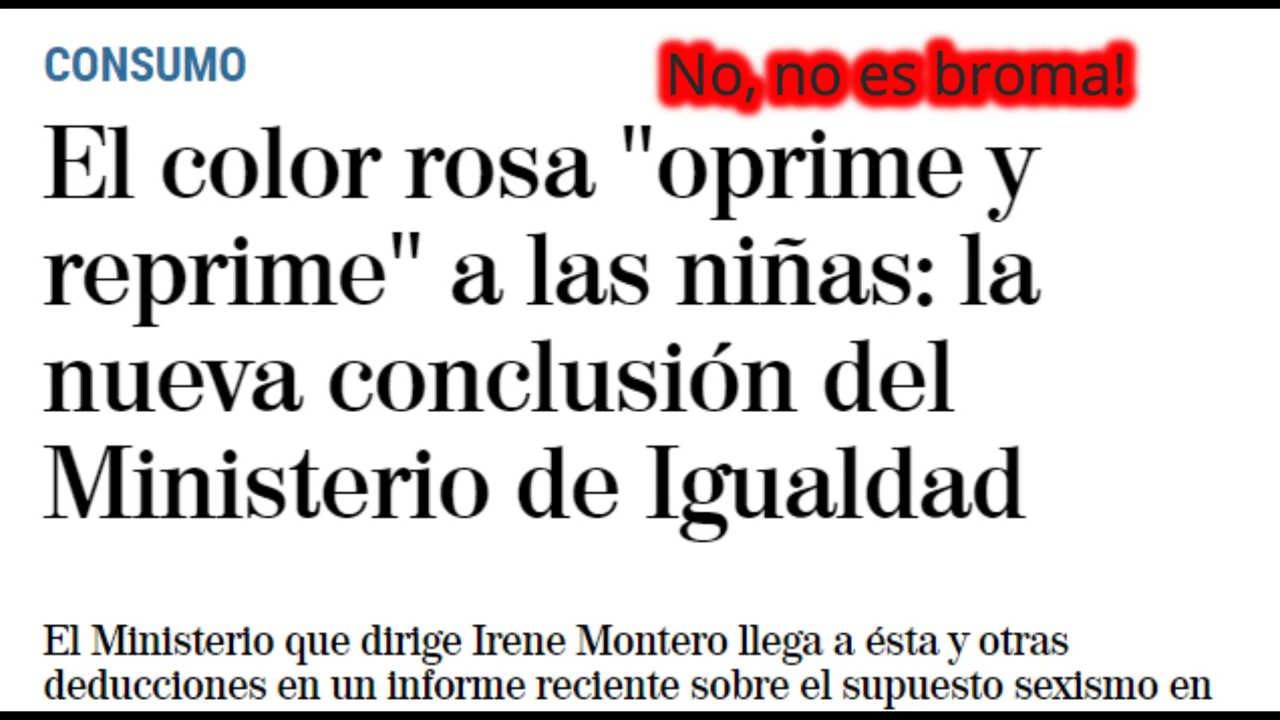 CONSUMO
No, no es broma!
El color rosa "oprime y
reprime" a las niñas: la
nueva conclusión del
Ministerio de Igualdad
El Ministerio que dirige Irene Montero llega a ésta y otras
deducciones en un informe reciente sobre el supuesto sexismo en